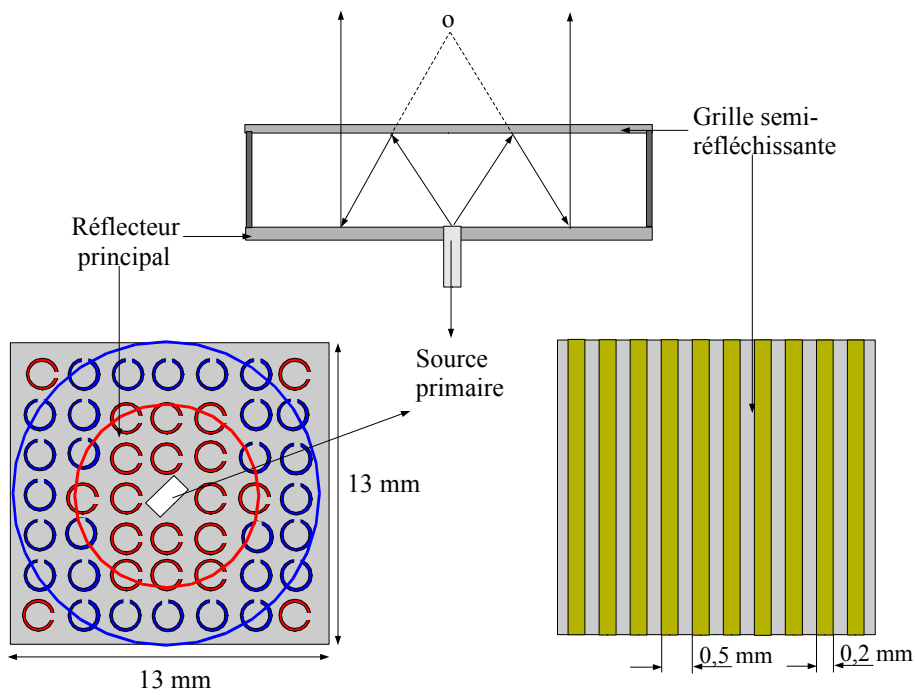 o
Grille semi-
réfléchissante
Réflecteur
principal
Source
primaire
13 mm
13 mm
0,5 mm
0,2 mm